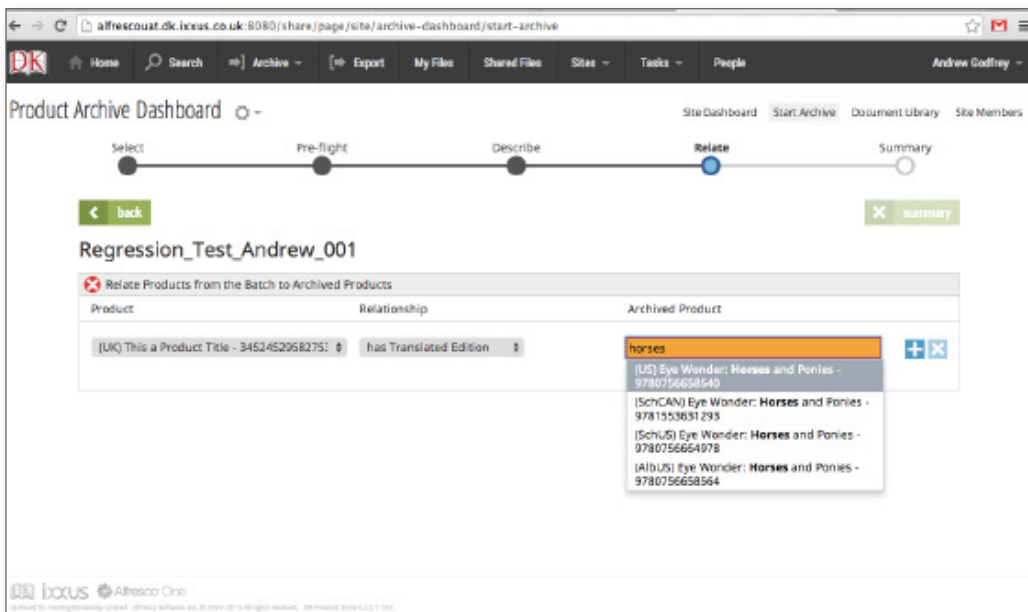 alfrescouat.dk.ixxus.co.uk:8080/share/page/site/archive-dashboard/start-archive
DK Home Search Archive Export My Files Shared Files Sites Tasks People Andrew Godfrey
Product Archive Dashboard Site Dashboard Start Archive Document Library Site Members
Select Pre-flight Describe Relate Summary
back summary
Regression_Test_Andrew_001
Relate Products from the Batch to Archived Products
Product Relationship Archived Product
(UK) This a Product Title - 3452452958275 has Translated Edition horses
(US) Eye Wonder: Horses and Ponies -
9780756658540
(SchCAN) Eye Wonder: Horses and Ponies -
9781553631293
(SchUS) Eye Wonder: Horses and Ponies -
9780756664978
(AlbUS) Eye Wonder: Horses and Ponies -
9780756658564
DK ixxus Alfresco One